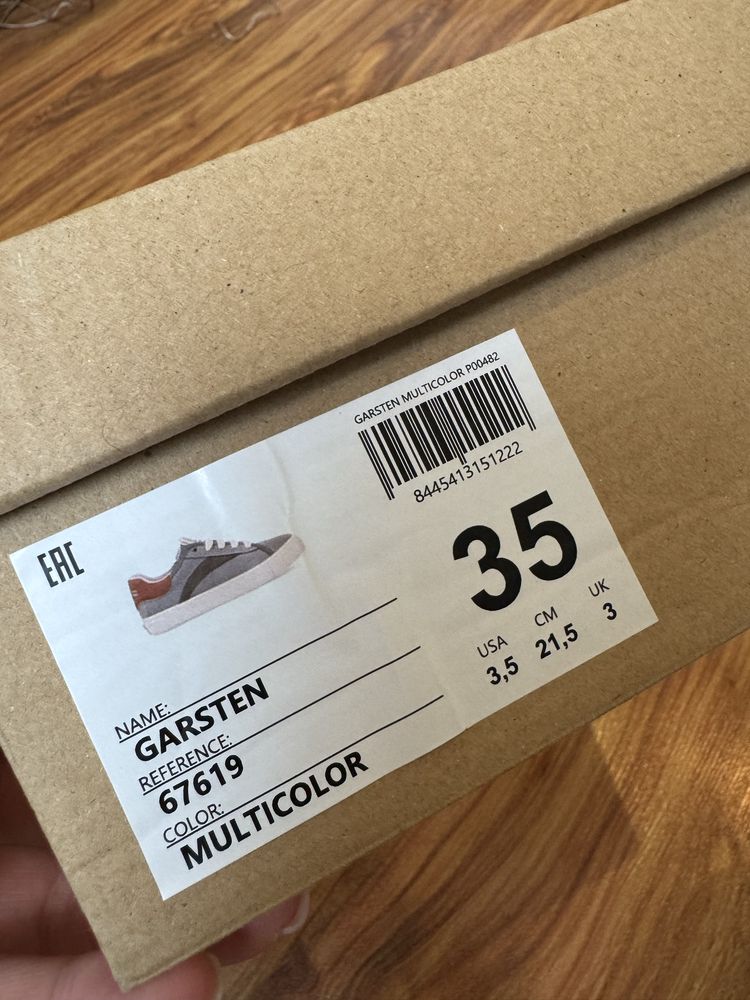 EAC
GARSTEN MULTICOLOR P00482
8445413151222
35
USA CM UK
3,5 21,5 3
NAME:
GARSTEN
REFERENCE:
67619
COLOR:
MULTICOLOR